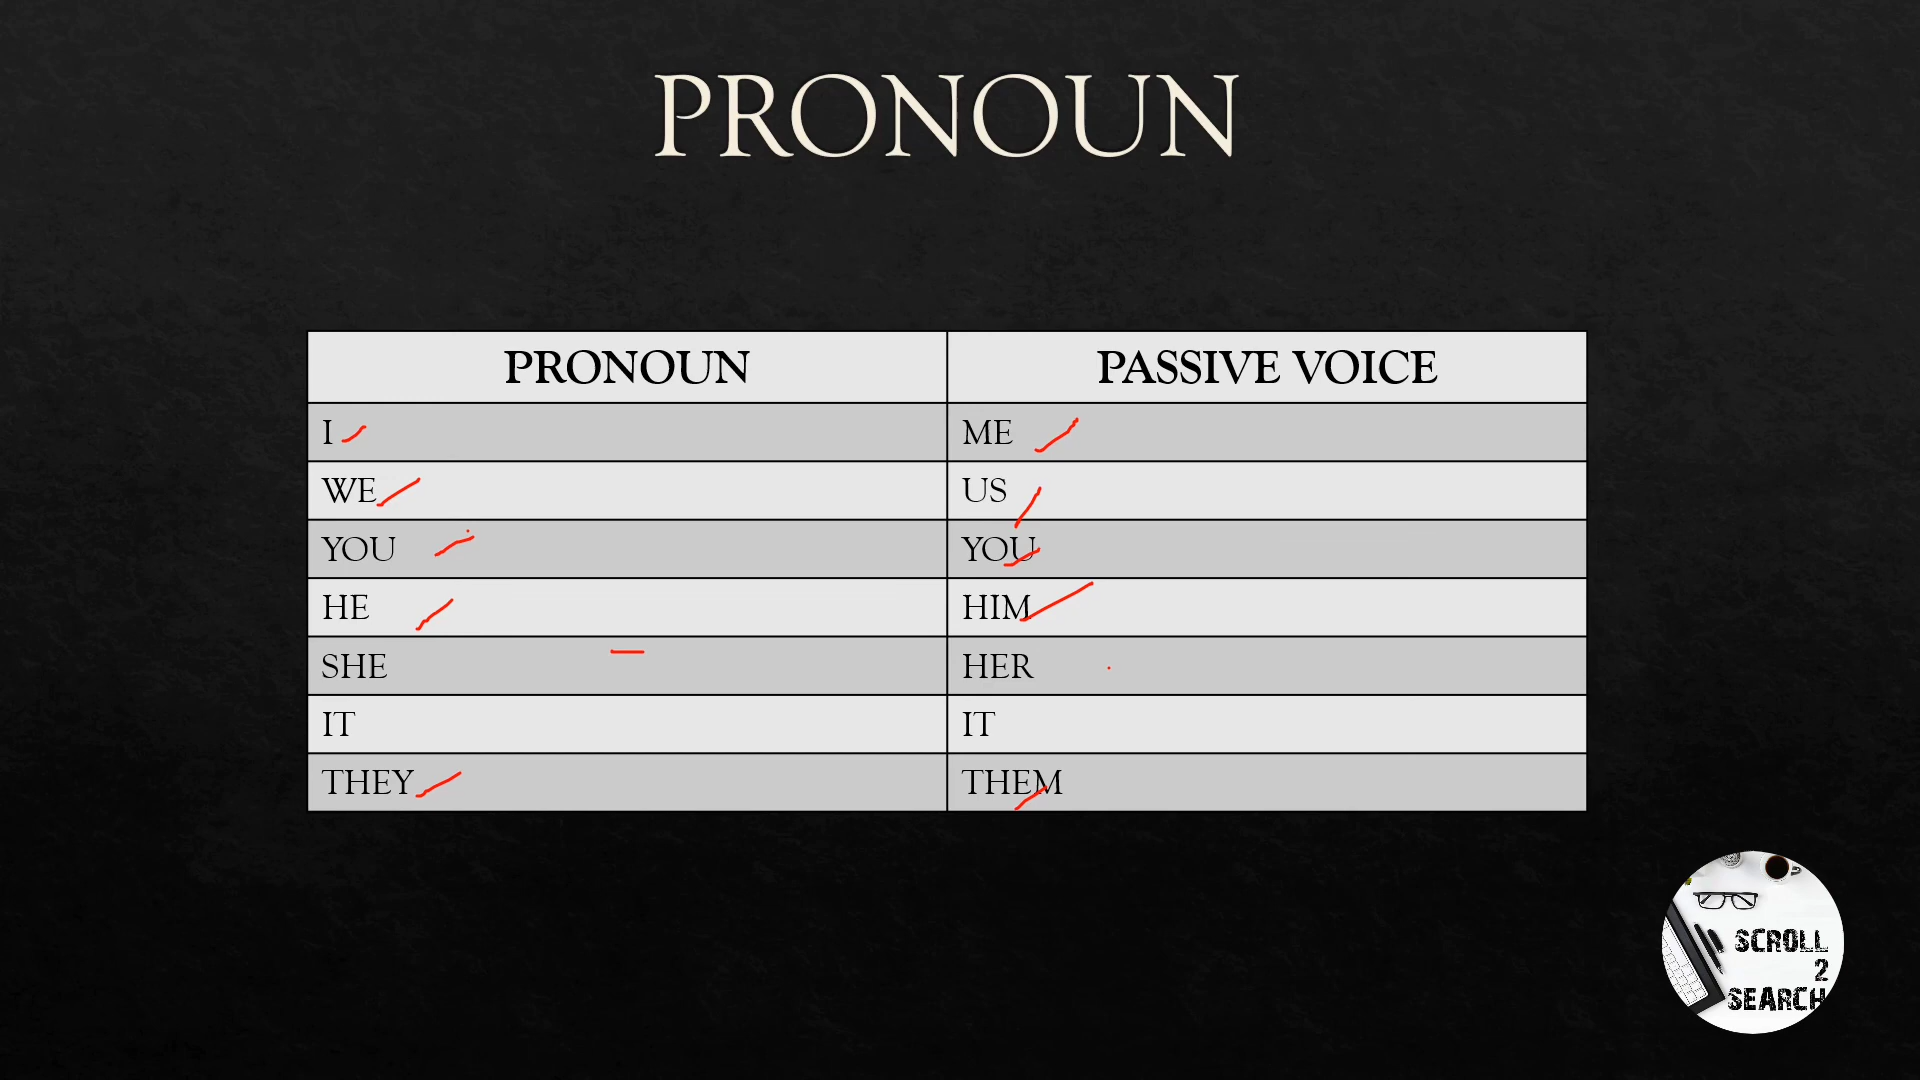 PRONOUN
PRONOUN PASSIVE VOICE
I ME
WE US
YOU YOU
HE HIM
SHE HER
IT IT
THEY THEM
SCROLL
2
SEARCH